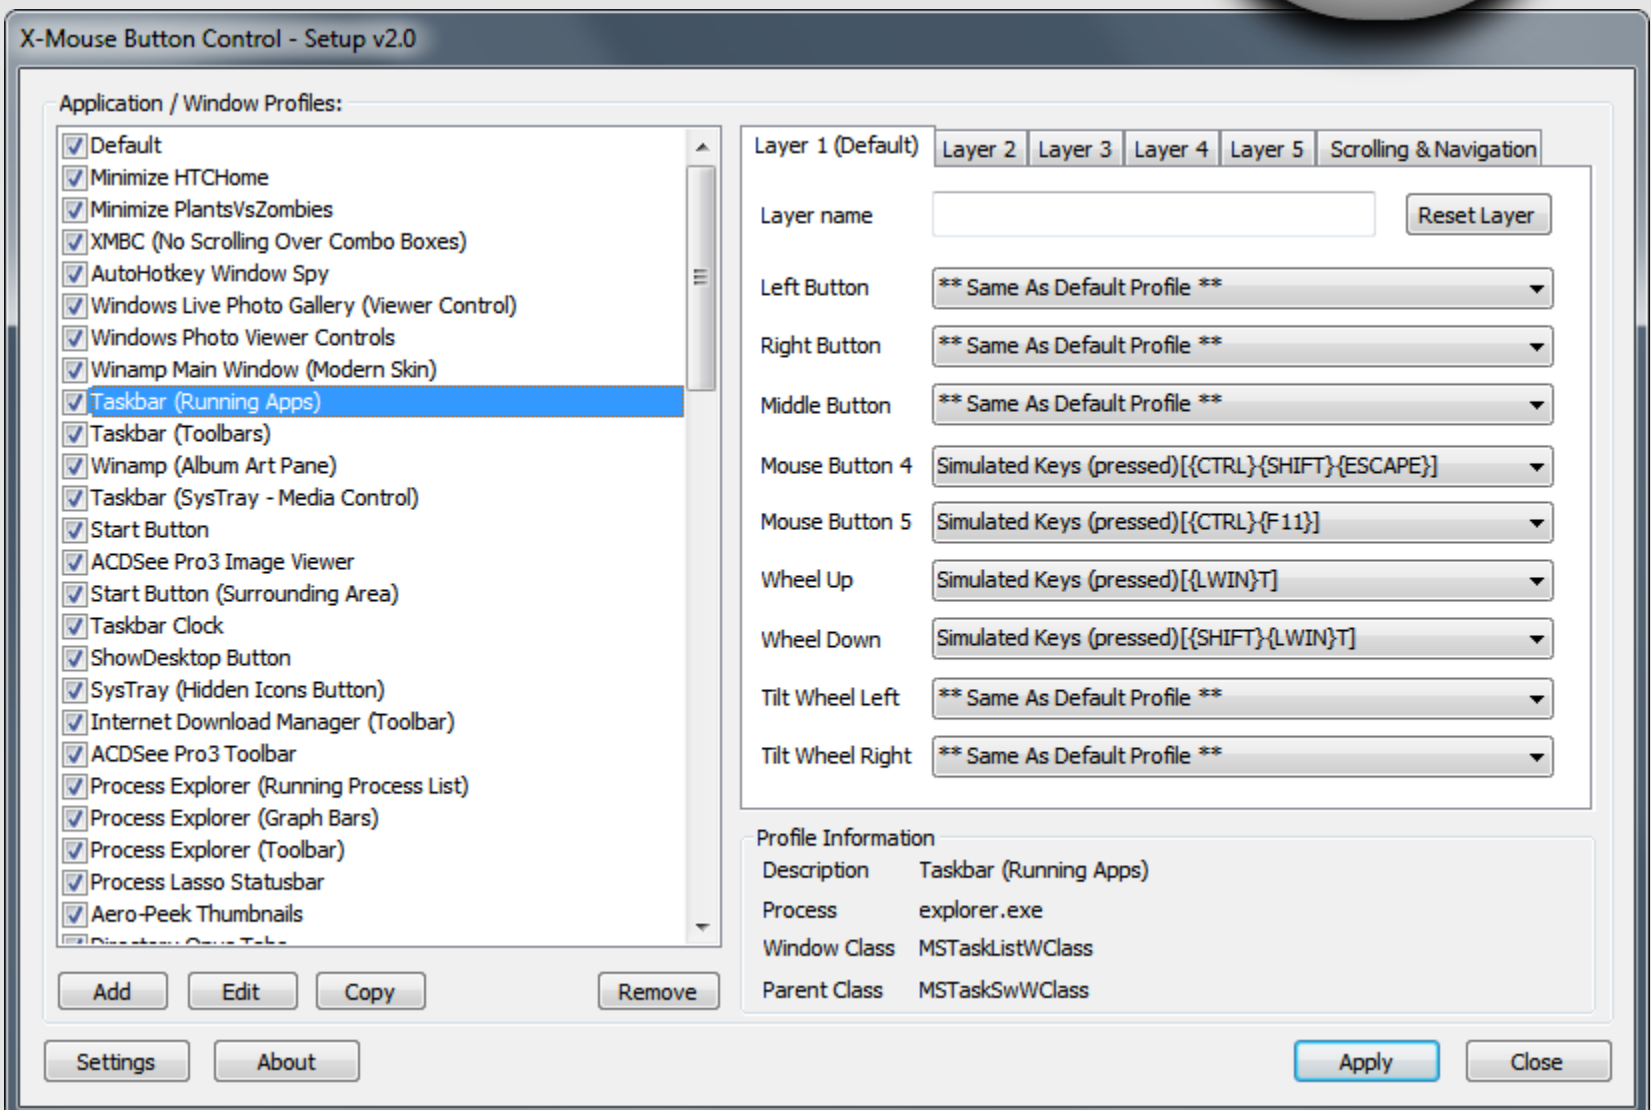 X-Mouse Button Control - Setup v2.0
Application / Window Profiles:
Default
Minimize HTCHome
Minimize PlantsVsZombies
XMBC (No Scrolling Over Combo Boxes)
AutoHotkey Window Spy
Windows Live Photo Gallery (Viewer Control)
Windows Photo Viewer Controls
Winamp Main Window (Modern Skin)
Taskbar (Running Apps)
Taskbar (Toolbars)
Winamp (Album Art Pane)
Taskbar (SysTray - Media Control)
Start Button
ACDSee Pro3 Image Viewer
Start Button (Surrounding Area)
Taskbar Clock
ShowDesktop Button
SysTray (Hidden Icons Button)
Internet Download Manager (Toolbar)
ACDSee Pro3 Toolbar
Process Explorer (Running Process List)
Process Explorer (Graph Bars)
Process Explorer (Toolbar)
Process Lasso Statusbar
Aero-Peek Thumbnails
Directory Opus Tabs
Add Edit Copy Remove
Layer 1 (Default) Layer 2 Layer 3 Layer 4 Layer 5 Scrolling & Navigation
Layer name Reset Layer
Left Button ** Same As Default Profile **
Right Button ** Same As Default Profile **
Middle Button ** Same As Default Profile **
Mouse Button 4 Simulated Keys (pressed)[{CTRL}{SHIFT}{ESCAPE}]
Mouse Button 5 Simulated Keys (pressed)[{CTRL}{F11}]
Wheel Up Simulated Keys (pressed)[{LWIN}T]
Wheel Down Simulated Keys (pressed)[{SHIFT}{LWIN}T]
Tilt Wheel Left ** Same As Default Profile **
Tilt Wheel Right ** Same As Default Profile **
Profile Information
Description Taskbar (Running Apps)
Process explorer.exe
Window Class MSTaskListWClass
Parent Class MSTaskSwWClass
Settings About Apply Close